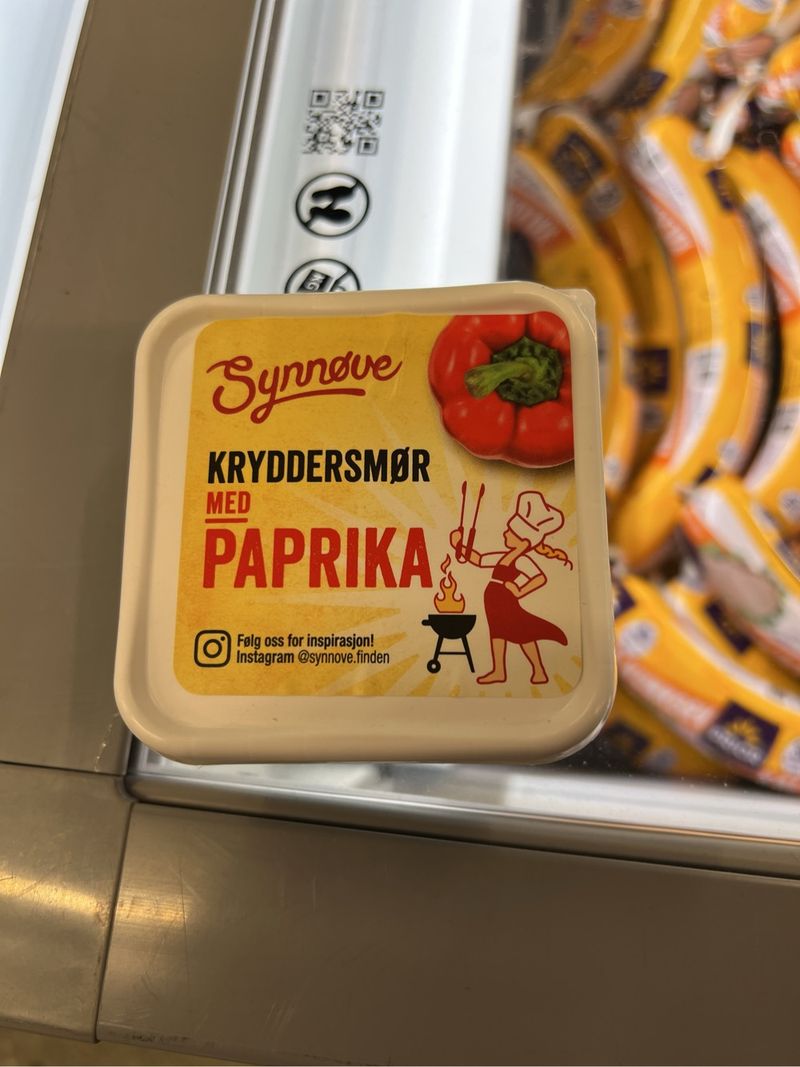 Synnøve
KRYDDERSMØR
MED
PAPRIKA
Følg oss for inspirasjon!
Instagram @synnove.finden